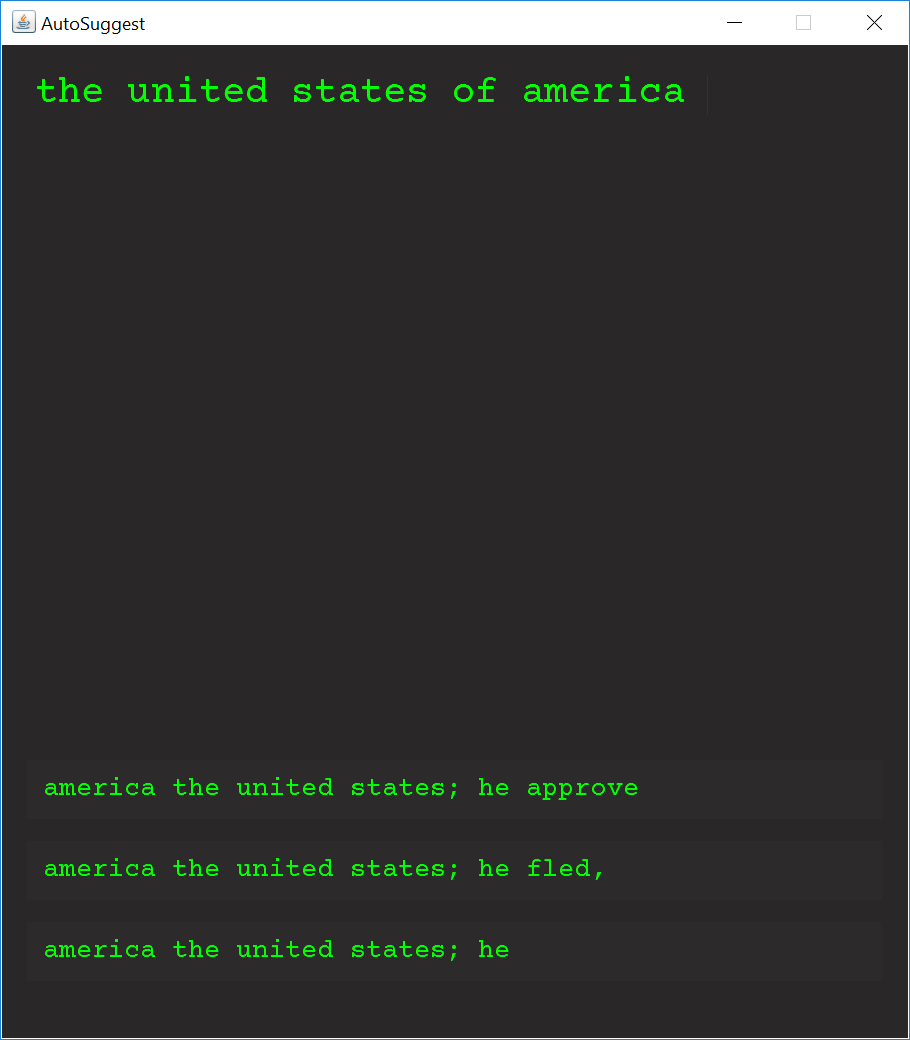 AutoSuggest
the united states of america
america the united states; he approve
america the united states; he fled,
america the united states; he